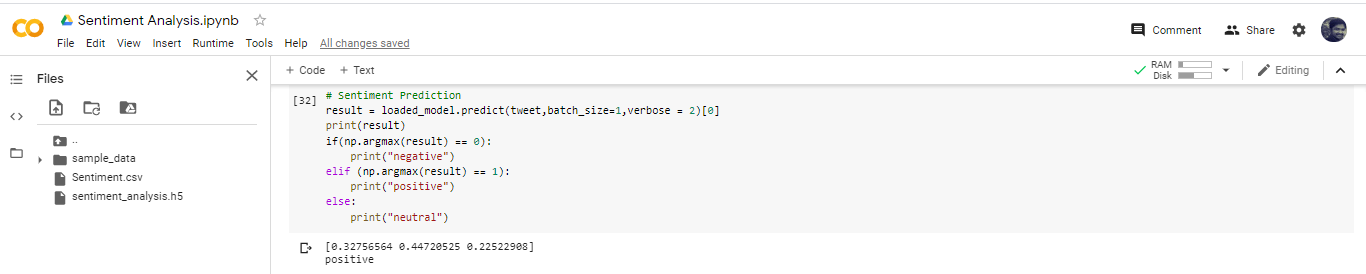 CO
Sentiment Analysis.ipynb
File Edit View Insert Runtime Tools Help All changes saved
Comment Share
Files
+ Code + Text
RAM
Disk
Editing
..
sample_data
Sentiment.csv
sentiment_analysis.h5
[32]
# Sentiment Prediction
result = loaded_model.predict(tweet,batch_size=1,verbose = 2)[0]
print(result)
if(np.argmax(result) == 0):
    print("negative")
elif (np.argmax(result) == 1):
    print("positive")
else:
    print("neutral")
[0.32756564 0.44720525 0.22522908]
positive